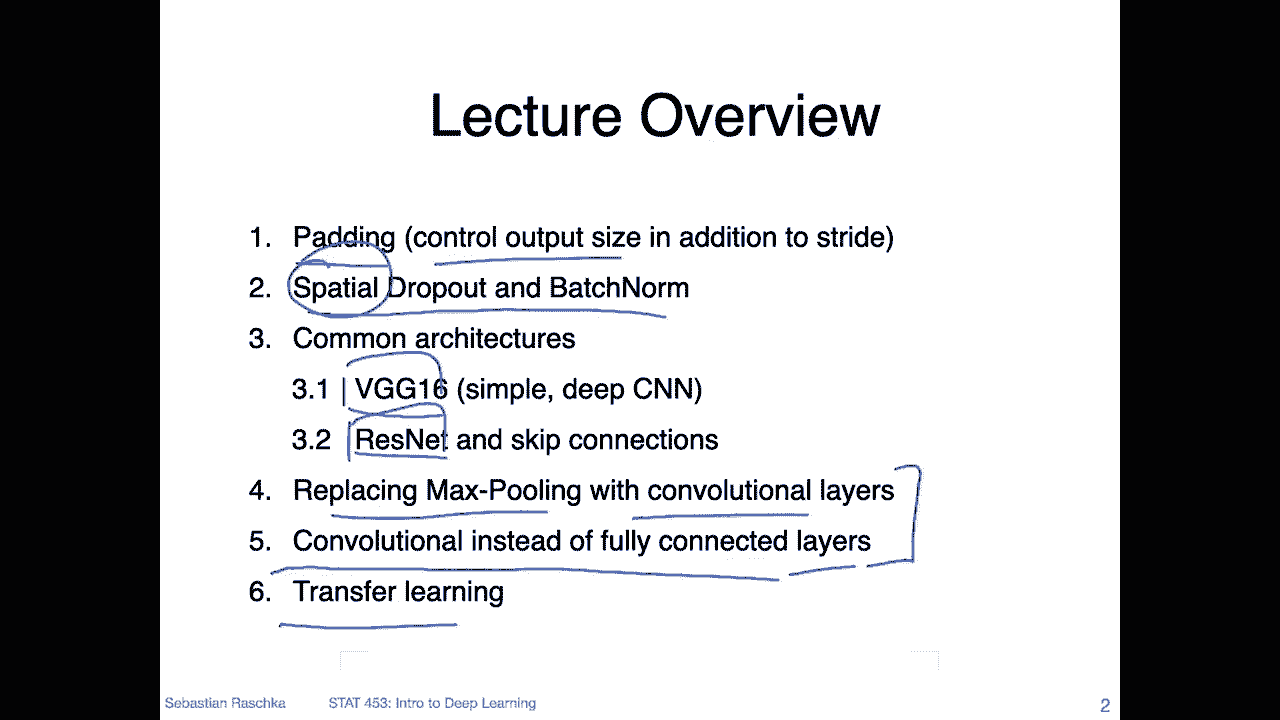 Lecture Overview
1. Padding (control output size in addition to stride)
2. Spatial Dropout and BatchNorm
3. Common architectures
3.1 VGG16 (simple, deep CNN)
3.2 ResNet and skip connections
4. Replacing Max-Pooling with convolutional layers
5. Convolutional instead of fully connected layers
6. Transfer learning
Sebastian Raschka STAT 453: Intro to Deep Learning 2